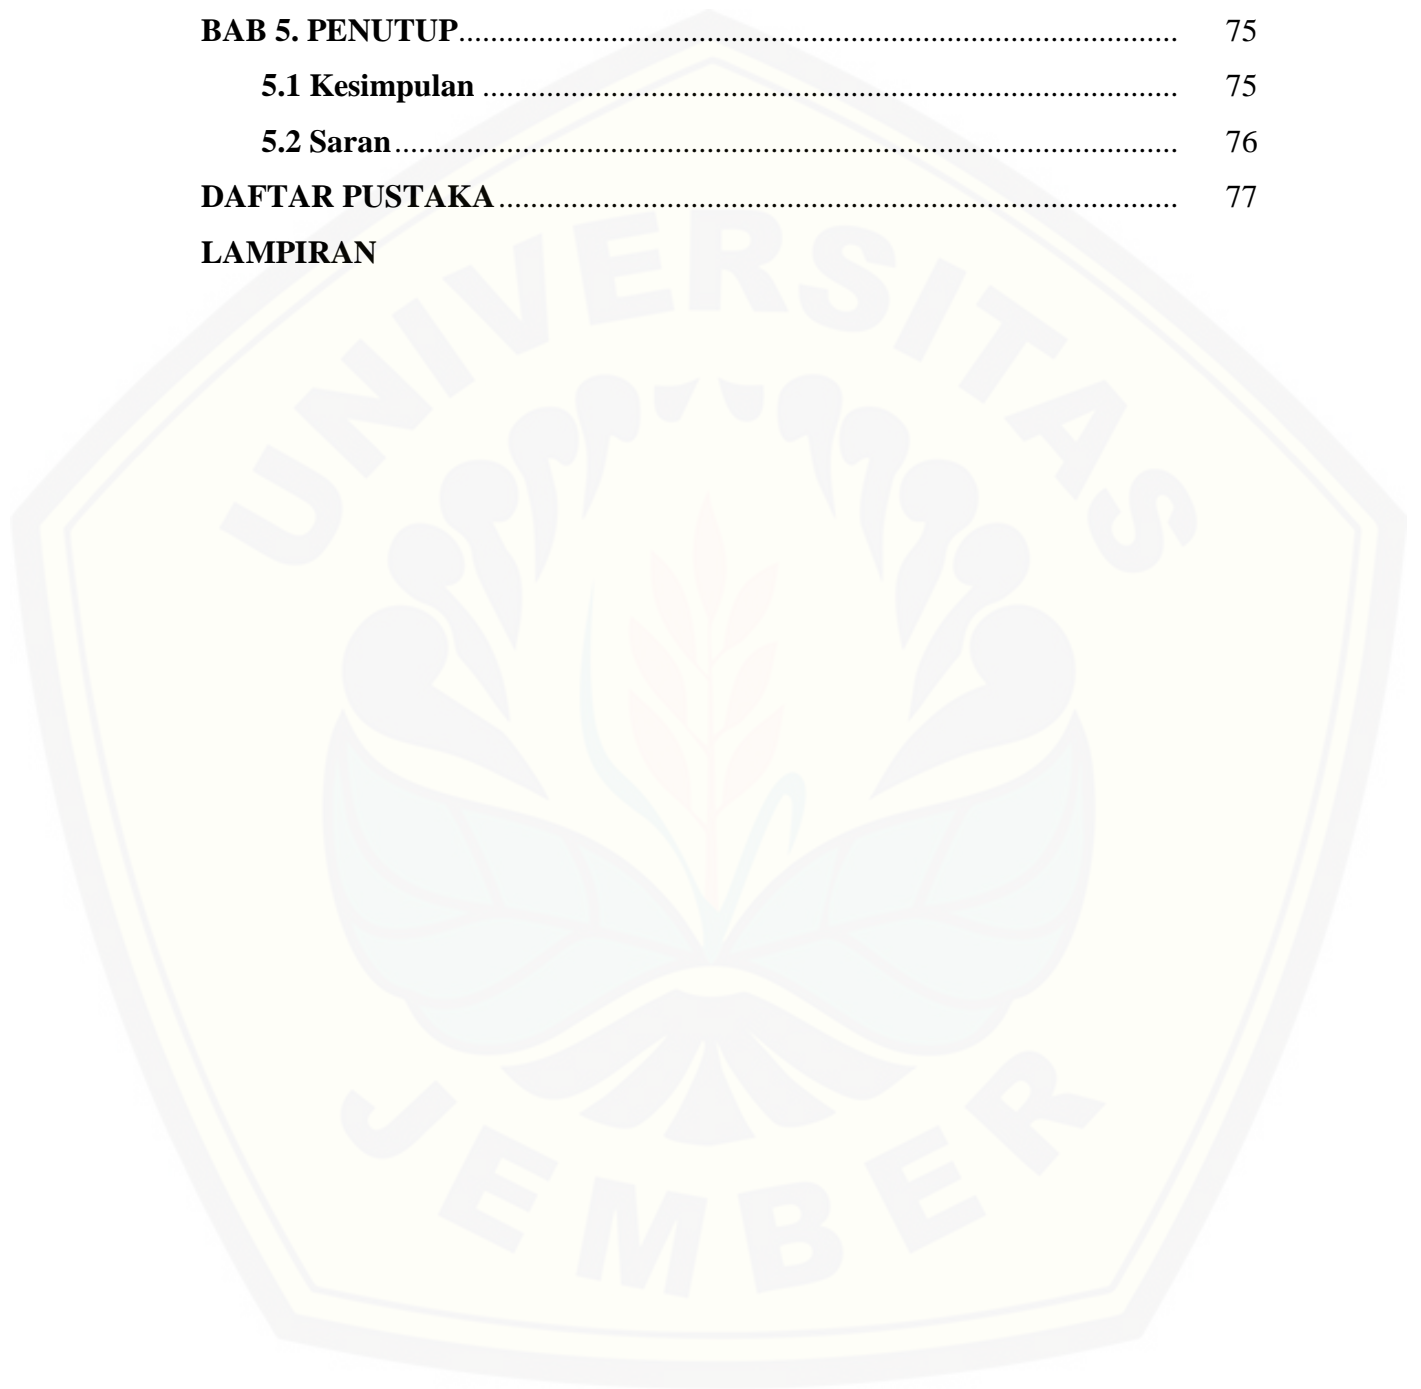 BAB 5. PENUTUP.......................................................................................... 75
5.1 Kesimpulan ....................................................................................... 75
5.2 Saran.................................................................................................. 76
DAFTAR PUSTAKA..................................................................................... 77
LAMPIRAN
UNIVERSITAS
JEMBER